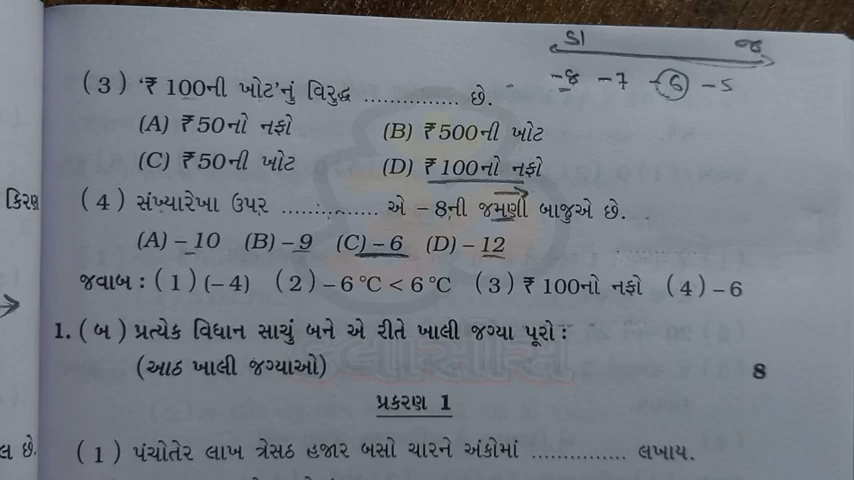 ડા જ
-8 -7 -6 -5
(3) '₹ 100ની ખોટ'નું વિરુદ્ધ ............... છે.
(A) ₹ 50નો નફો (B) ₹ 500ની ખોટ
(C) ₹ 50ની ખોટ (D) ₹ 100નો નફો
કિરણ
(4) સંખ્યારેખા ઉપર ............... એ – 8ની જમણી બાજુએ છે.
(A) – 10 (B) – 9 (C) – 6 (D) – 12
જવાબ : (1) (– 4) (2) – 6 °C < 6 °C (3) ₹ 100નો નફો (4) – 6
1. (બ) પ્રત્યેક વિધાન સાચું બને એ રીતે ખાલી જગ્યા પૂરો :
(આઠ ખાલી જગ્યાઓ) 8
પ્રકરણ 1
લ છે.
(1) પંચોતેર લાખ ત્રેસઠ હજાર બસો ચારને અંકોમાં ............... લખાય.